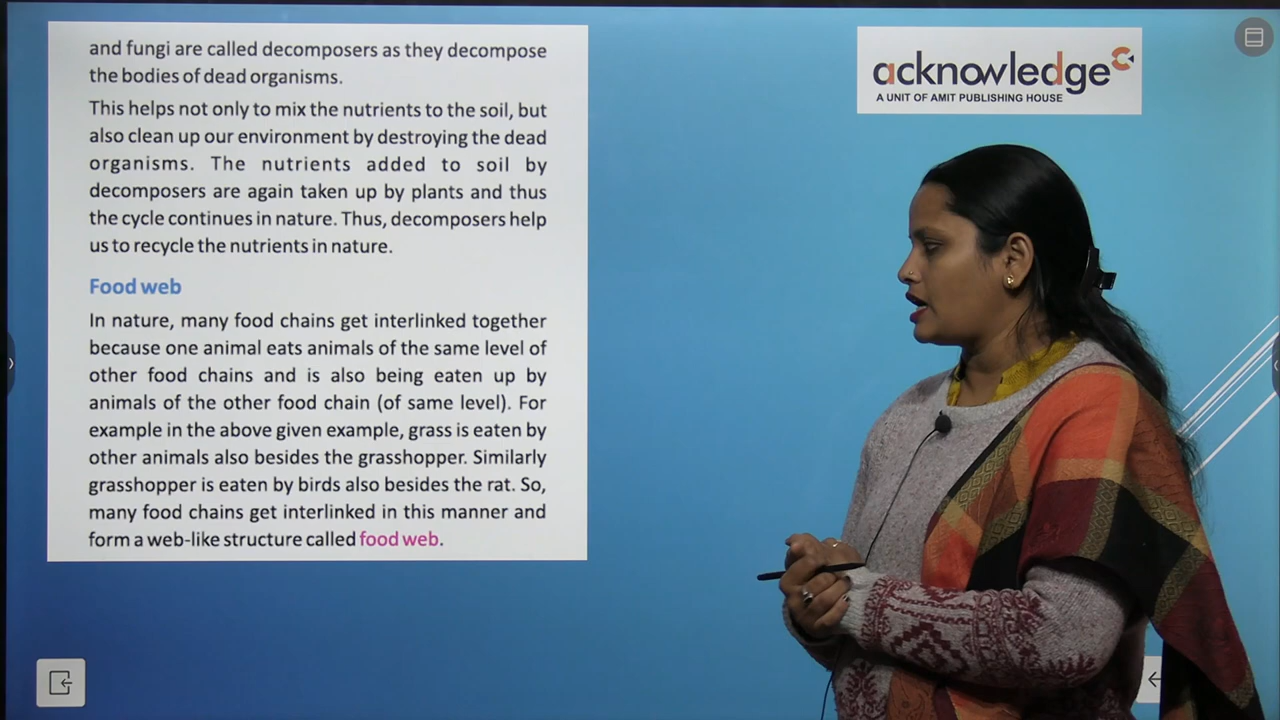 and fungi are called decomposers as they decompose
the bodies of dead organisms.
This helps not only to mix the nutrients to the soil, but
also clean up our environment by destroying the dead
organisms. The nutrients added to soil by
decomposers are again taken up by plants and thus
the cycle continues in nature. Thus, decomposers help
us to recycle the nutrients in nature.
Food web
In nature, many food chains get interlinked together
because one animal eats animals of the same level of
other food chains and is also being eaten up by
animals of the other food chain (of same level). For
example in the above given example, grass is eaten by
other animals also besides the grasshopper. Similarly
grasshopper is eaten by birds also besides the rat. So,
many food chains get interlinked in this manner and
form a web-like structure called food web.
acknowledge
A UNIT OF AMIT PUBLISHING HOUSE